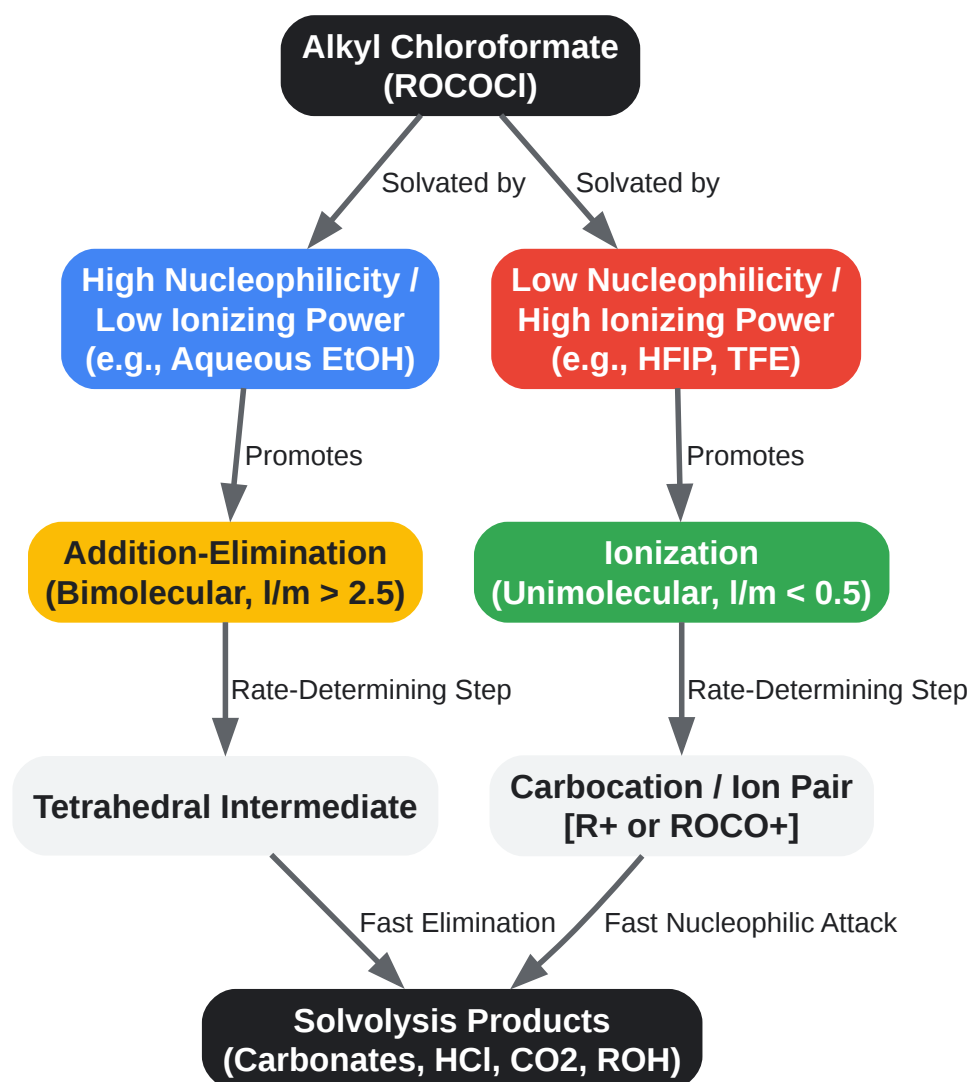 Alkyl Chloroformate
(ROCOCl)
Solvated by
Solvated by
High Nucleophilicity /
Low Ionizing Power
(e.g., Aqueous EtOH)
Low Nucleophilicity /
High Ionizing Power
(e.g., HFIP, TFE)
Promotes
Promotes
Addition-Elimination
(Bimolecular, l/m > 2.5)
Ionization
(Unimolecular, l/m < 0.5)
Rate-Determining Step
Rate-Determining Step
Tetrahedral Intermediate
Carbocation / Ion Pair
[R+ or ROCO+]
Fast Elimination
Fast Nucleophilic Attack
Solvolysis Products
(Carbonates, HCl, CO2, ROH)